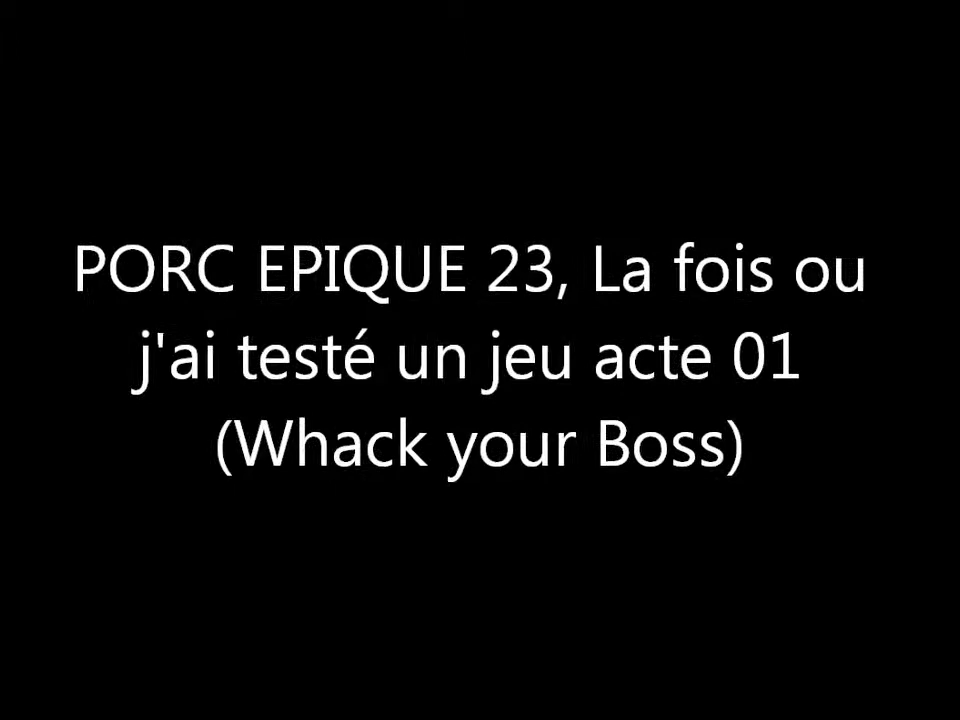 PORC EPIQUE 23, La fois ou
j'ai testé un jeu acte 01
(Whack your Boss)